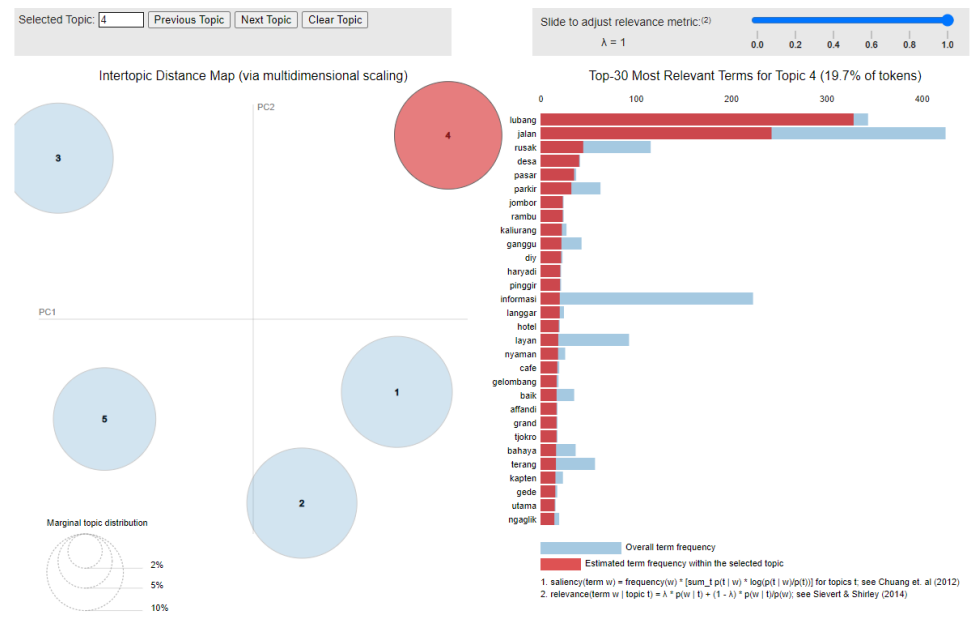 Selected Topic: 4 Previous Topic Next Topic Clear Topic
Slide to adjust relevance metric:(2)
λ = 1
0.0 0.2 0.4 0.6 0.8 1.0
Intertopic Distance Map (via multidimensional scaling)
PC2
PC1
3
4
5
1
2
Marginal topic distribution
2%
5%
10%
Top-30 Most Relevant Terms for Topic 4 (19.7% of tokens)
0 100 200 300 400
lubang
jalan
rusak
desa
pasar
parkir
jombor
rambu
kaliurang
ganggu
diy
haryadi
pinggir
informasi
langgar
hotel
layan
nyaman
cafe
gelombang
baik
affandi
grand
tjokro
bahaya
terang
kapten
gede
utama
ngaglik
Overall term frequency
Estimated term frequency within the selected topic
1. saliency(term w) = frequency(w) * [sum_t p(t | w) * log(p(t | w)/p(t))] for topics t; see Chuang et. al (2012)
2. relevance(term w | topic t) = λ * p(w | t) + (1 - λ) * p(w | t)/p(w); see Sievert & Shirley (2014)